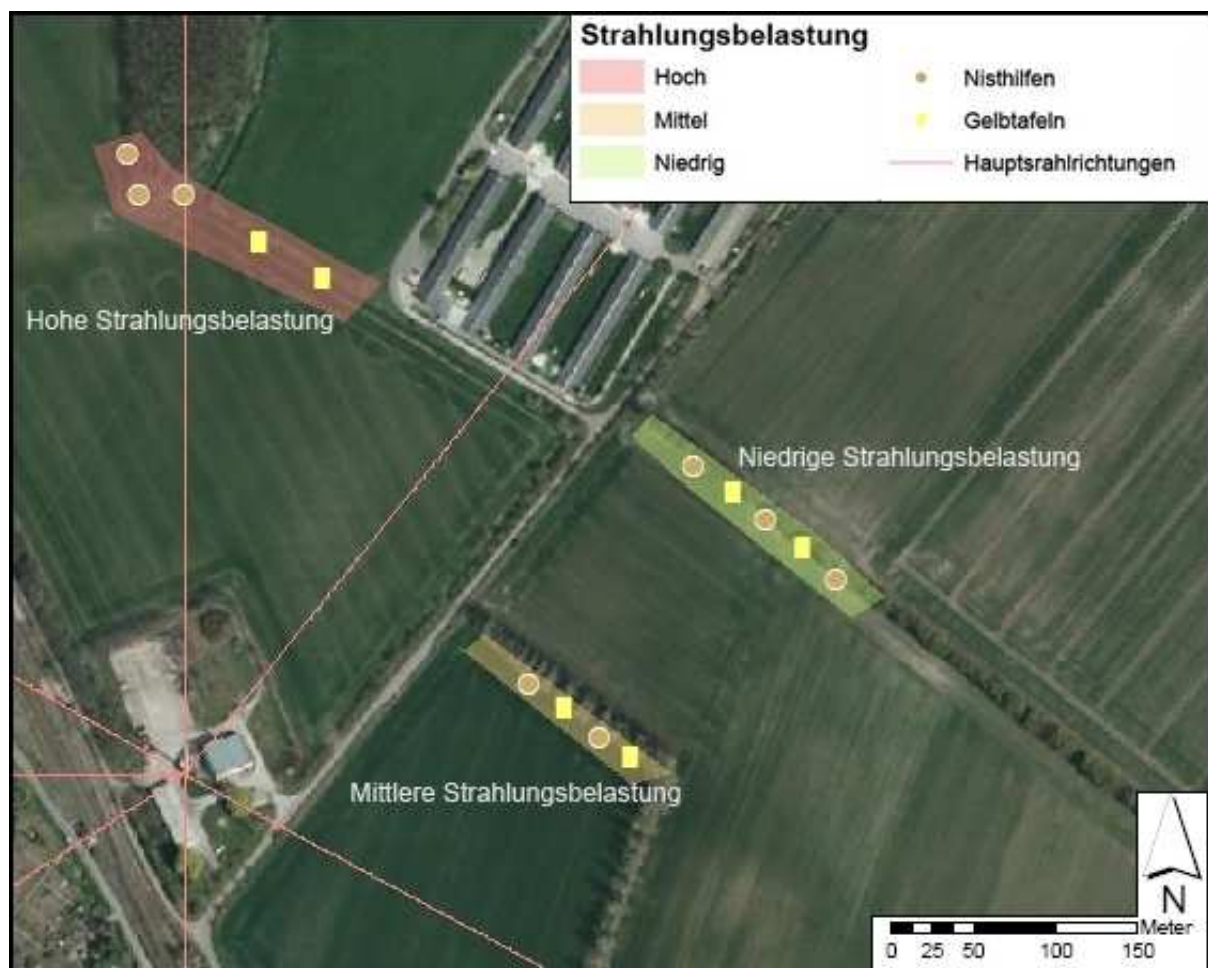 Strahlungsbelastung
Hoch
Mittel
Niedrig
Nisthilfen
Gelbtafeln
Hauptsrahlrichtungen
Hohe Strahlungsbelastung
Niedrige Strahlungsbelastung
Mittlere Strahlungsbelastung
N
Meter
0 25 50 100 150